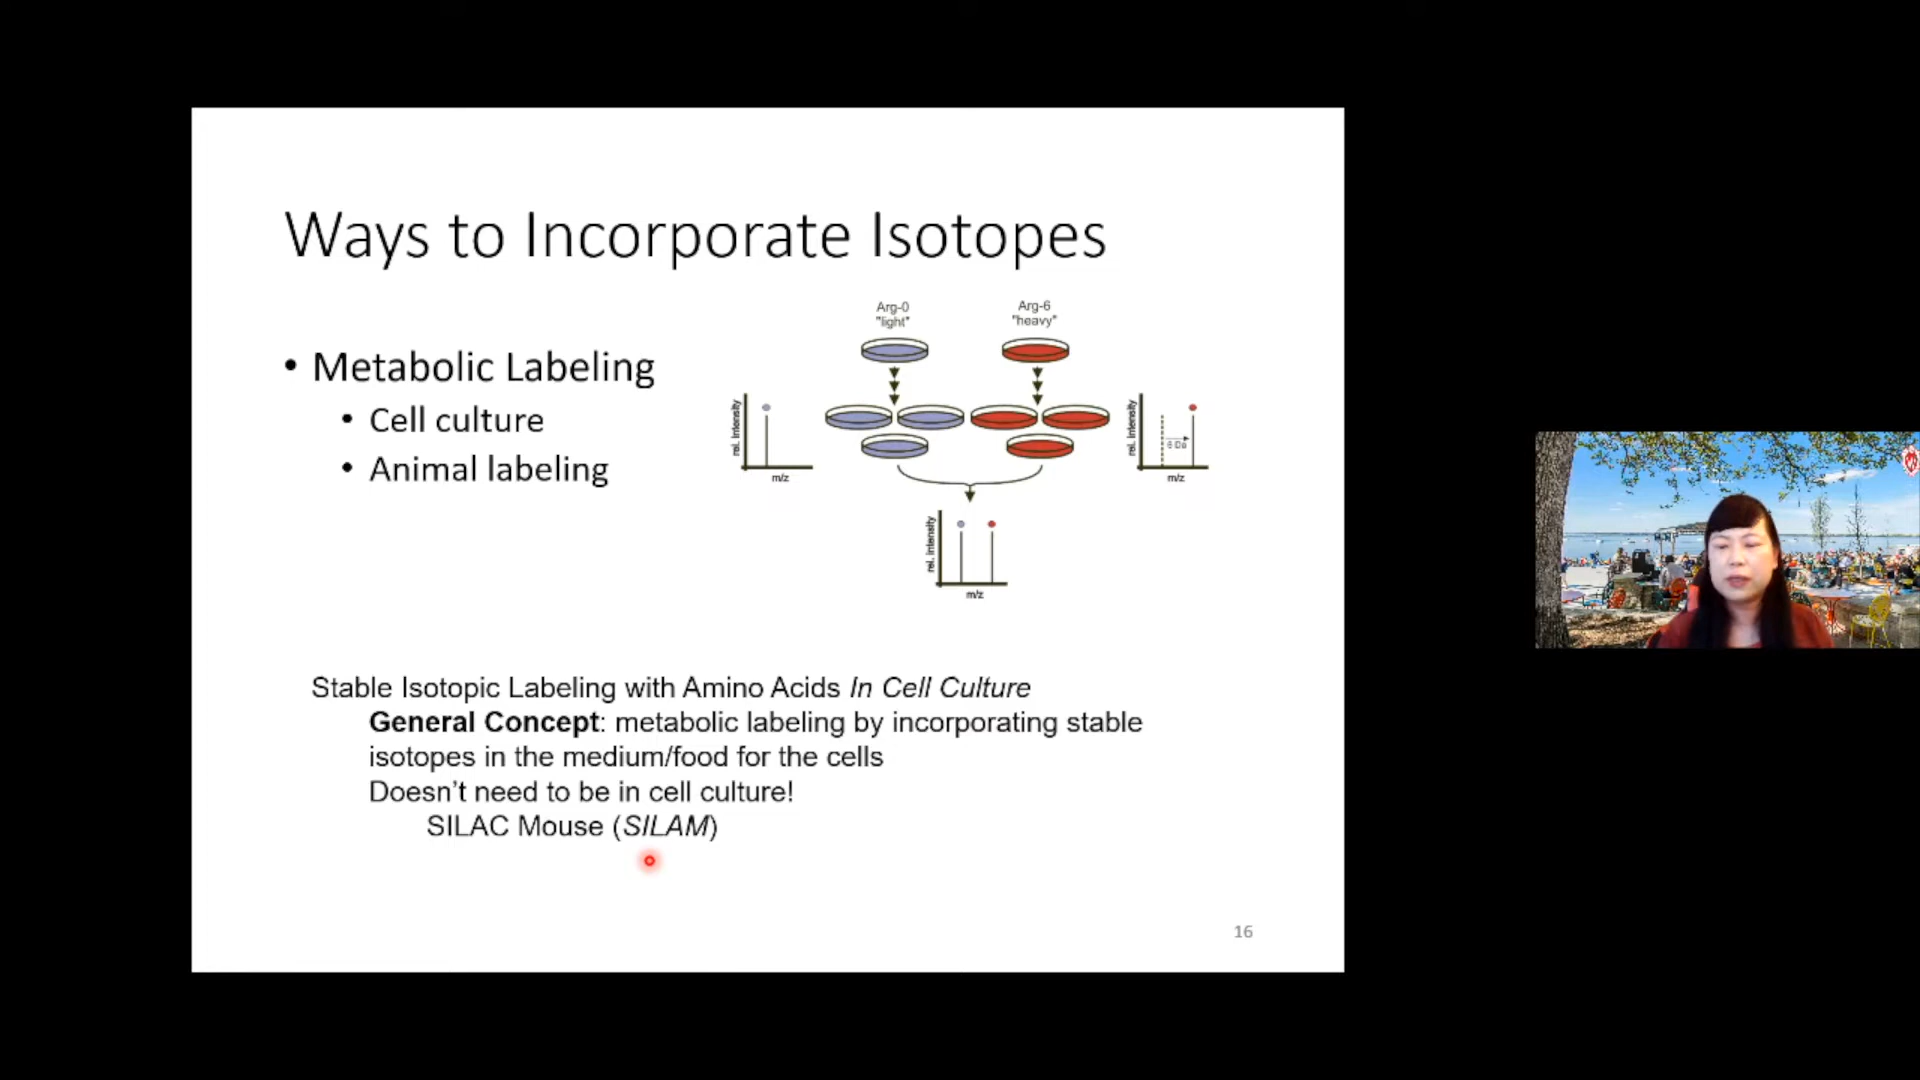 Ways to Incorporate Isotopes
• Metabolic Labeling
• Cell culture
• Animal labeling
Arg-0
"light"
Arg-6
"heavy"
rel. Intensity
m/z
rel. Intensity
6 Da
m/z
rel. Intensity
m/z
Stable Isotopic Labeling with Amino Acids In Cell Culture
General Concept: metabolic labeling by incorporating stable
isotopes in the medium/food for the cells
Doesn't need to be in cell culture!
SILAC Mouse (SILAM)
16